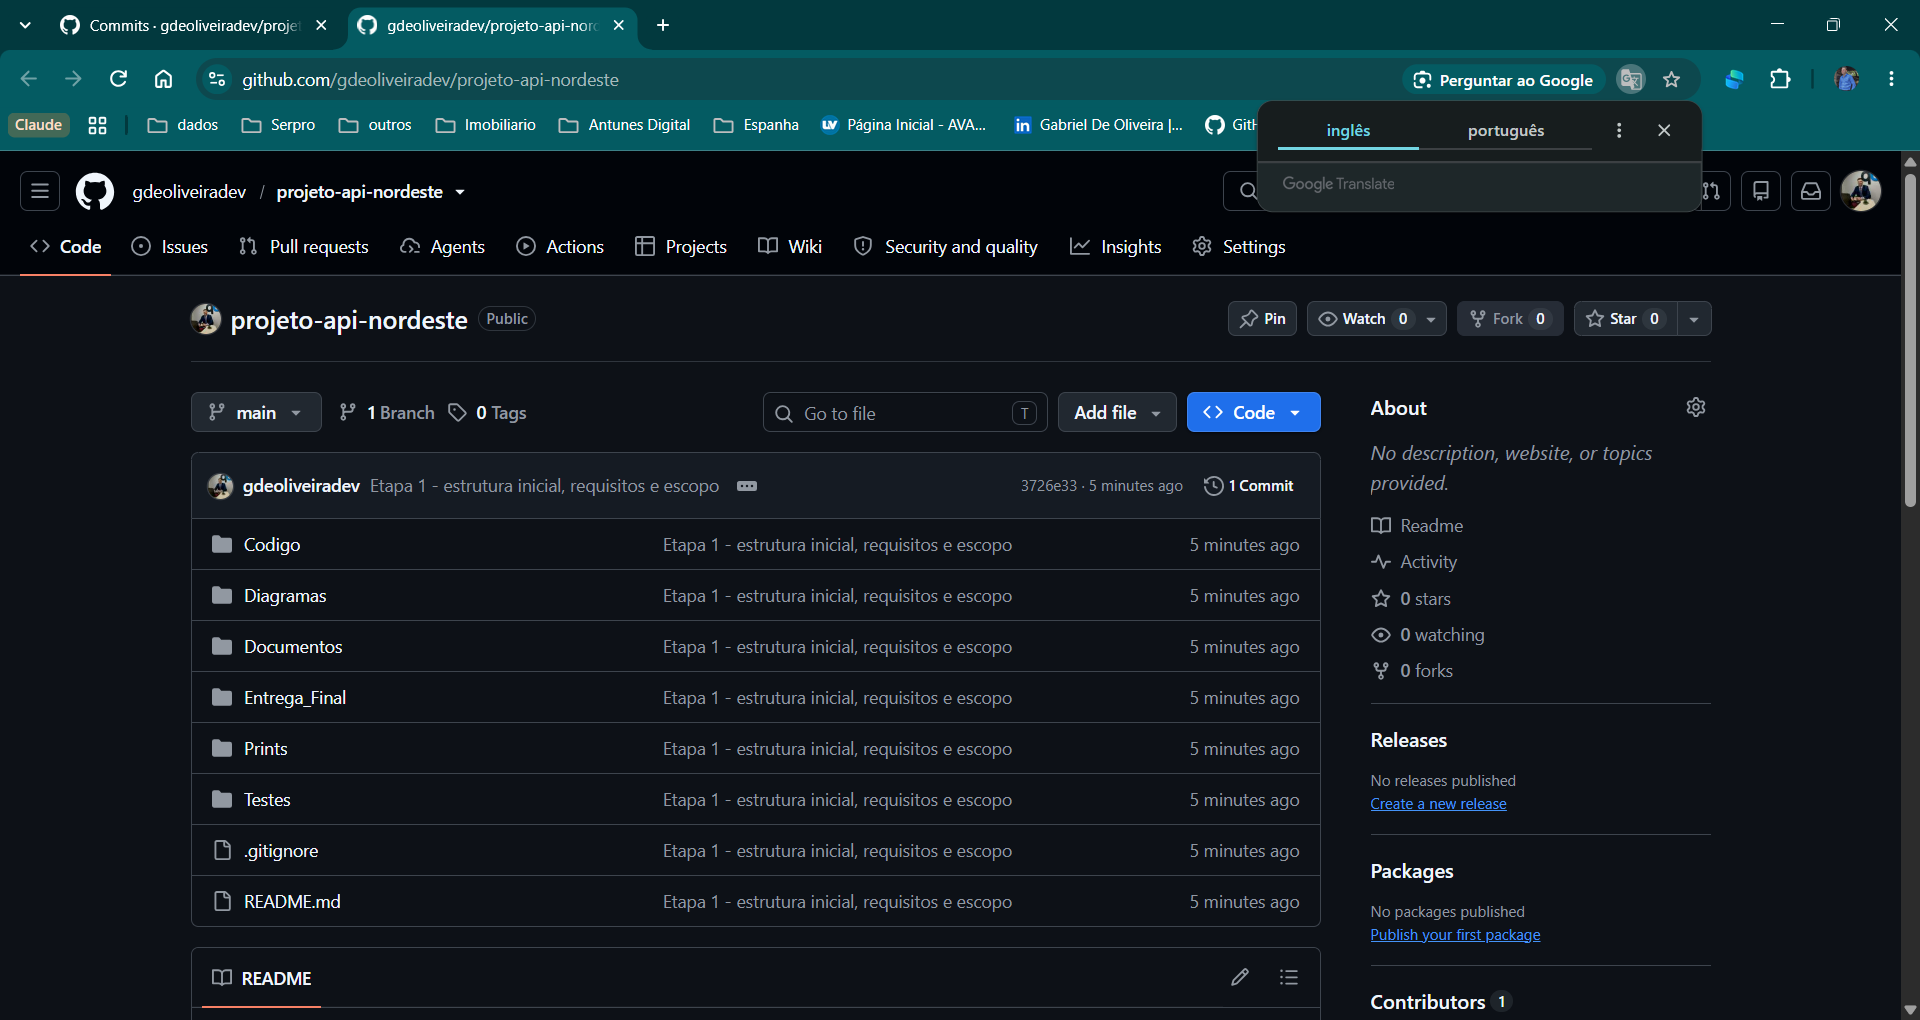 Commits · gdeoliveiradev/proje
gdeoliveiradev/projeto-api-nor
github.com/gdeoliveiradev/projeto-api-nordeste
Perguntar ao Google
Claude
dados
Serpro
outros
Imobiliario
Antunes Digital
Espanha
Página Inicial - AVA...
Gabriel De Oliveira |...
GitH
inglês
português
Google Translate
gdeoliveiradev / projeto-api-nordeste
Code
Issues
Pull requests
Agents
Actions
Projects
Wiki
Security and quality
Insights
Settings
projeto-api-nordeste Public
Pin
Watch 0
Fork 0
Star 0
main
1 Branch
0 Tags
Go to file T
Add file
Code
gdeoliveiradev Etapa 1 - estrutura inicial, requisitos e escopo
3726e33 · 5 minutes ago
1 Commit
Codigo Etapa 1 - estrutura inicial, requisitos e escopo 5 minutes ago
Diagramas Etapa 1 - estrutura inicial, requisitos e escopo 5 minutes ago
Documentos Etapa 1 - estrutura inicial, requisitos e escopo 5 minutes ago
Entrega_Final Etapa 1 - estrutura inicial, requisitos e escopo 5 minutes ago
Prints Etapa 1 - estrutura inicial, requisitos e escopo 5 minutes ago
Testes Etapa 1 - estrutura inicial, requisitos e escopo 5 minutes ago
.gitignore Etapa 1 - estrutura inicial, requisitos e escopo 5 minutes ago
README.md Etapa 1 - estrutura inicial, requisitos e escopo 5 minutes ago
README
About
No description, website, or topics
provided.
Readme
Activity
0 stars
0 watching
0 forks
Releases
No releases published
Create a new release
Packages
No packages published
Publish your first package
Contributors 1